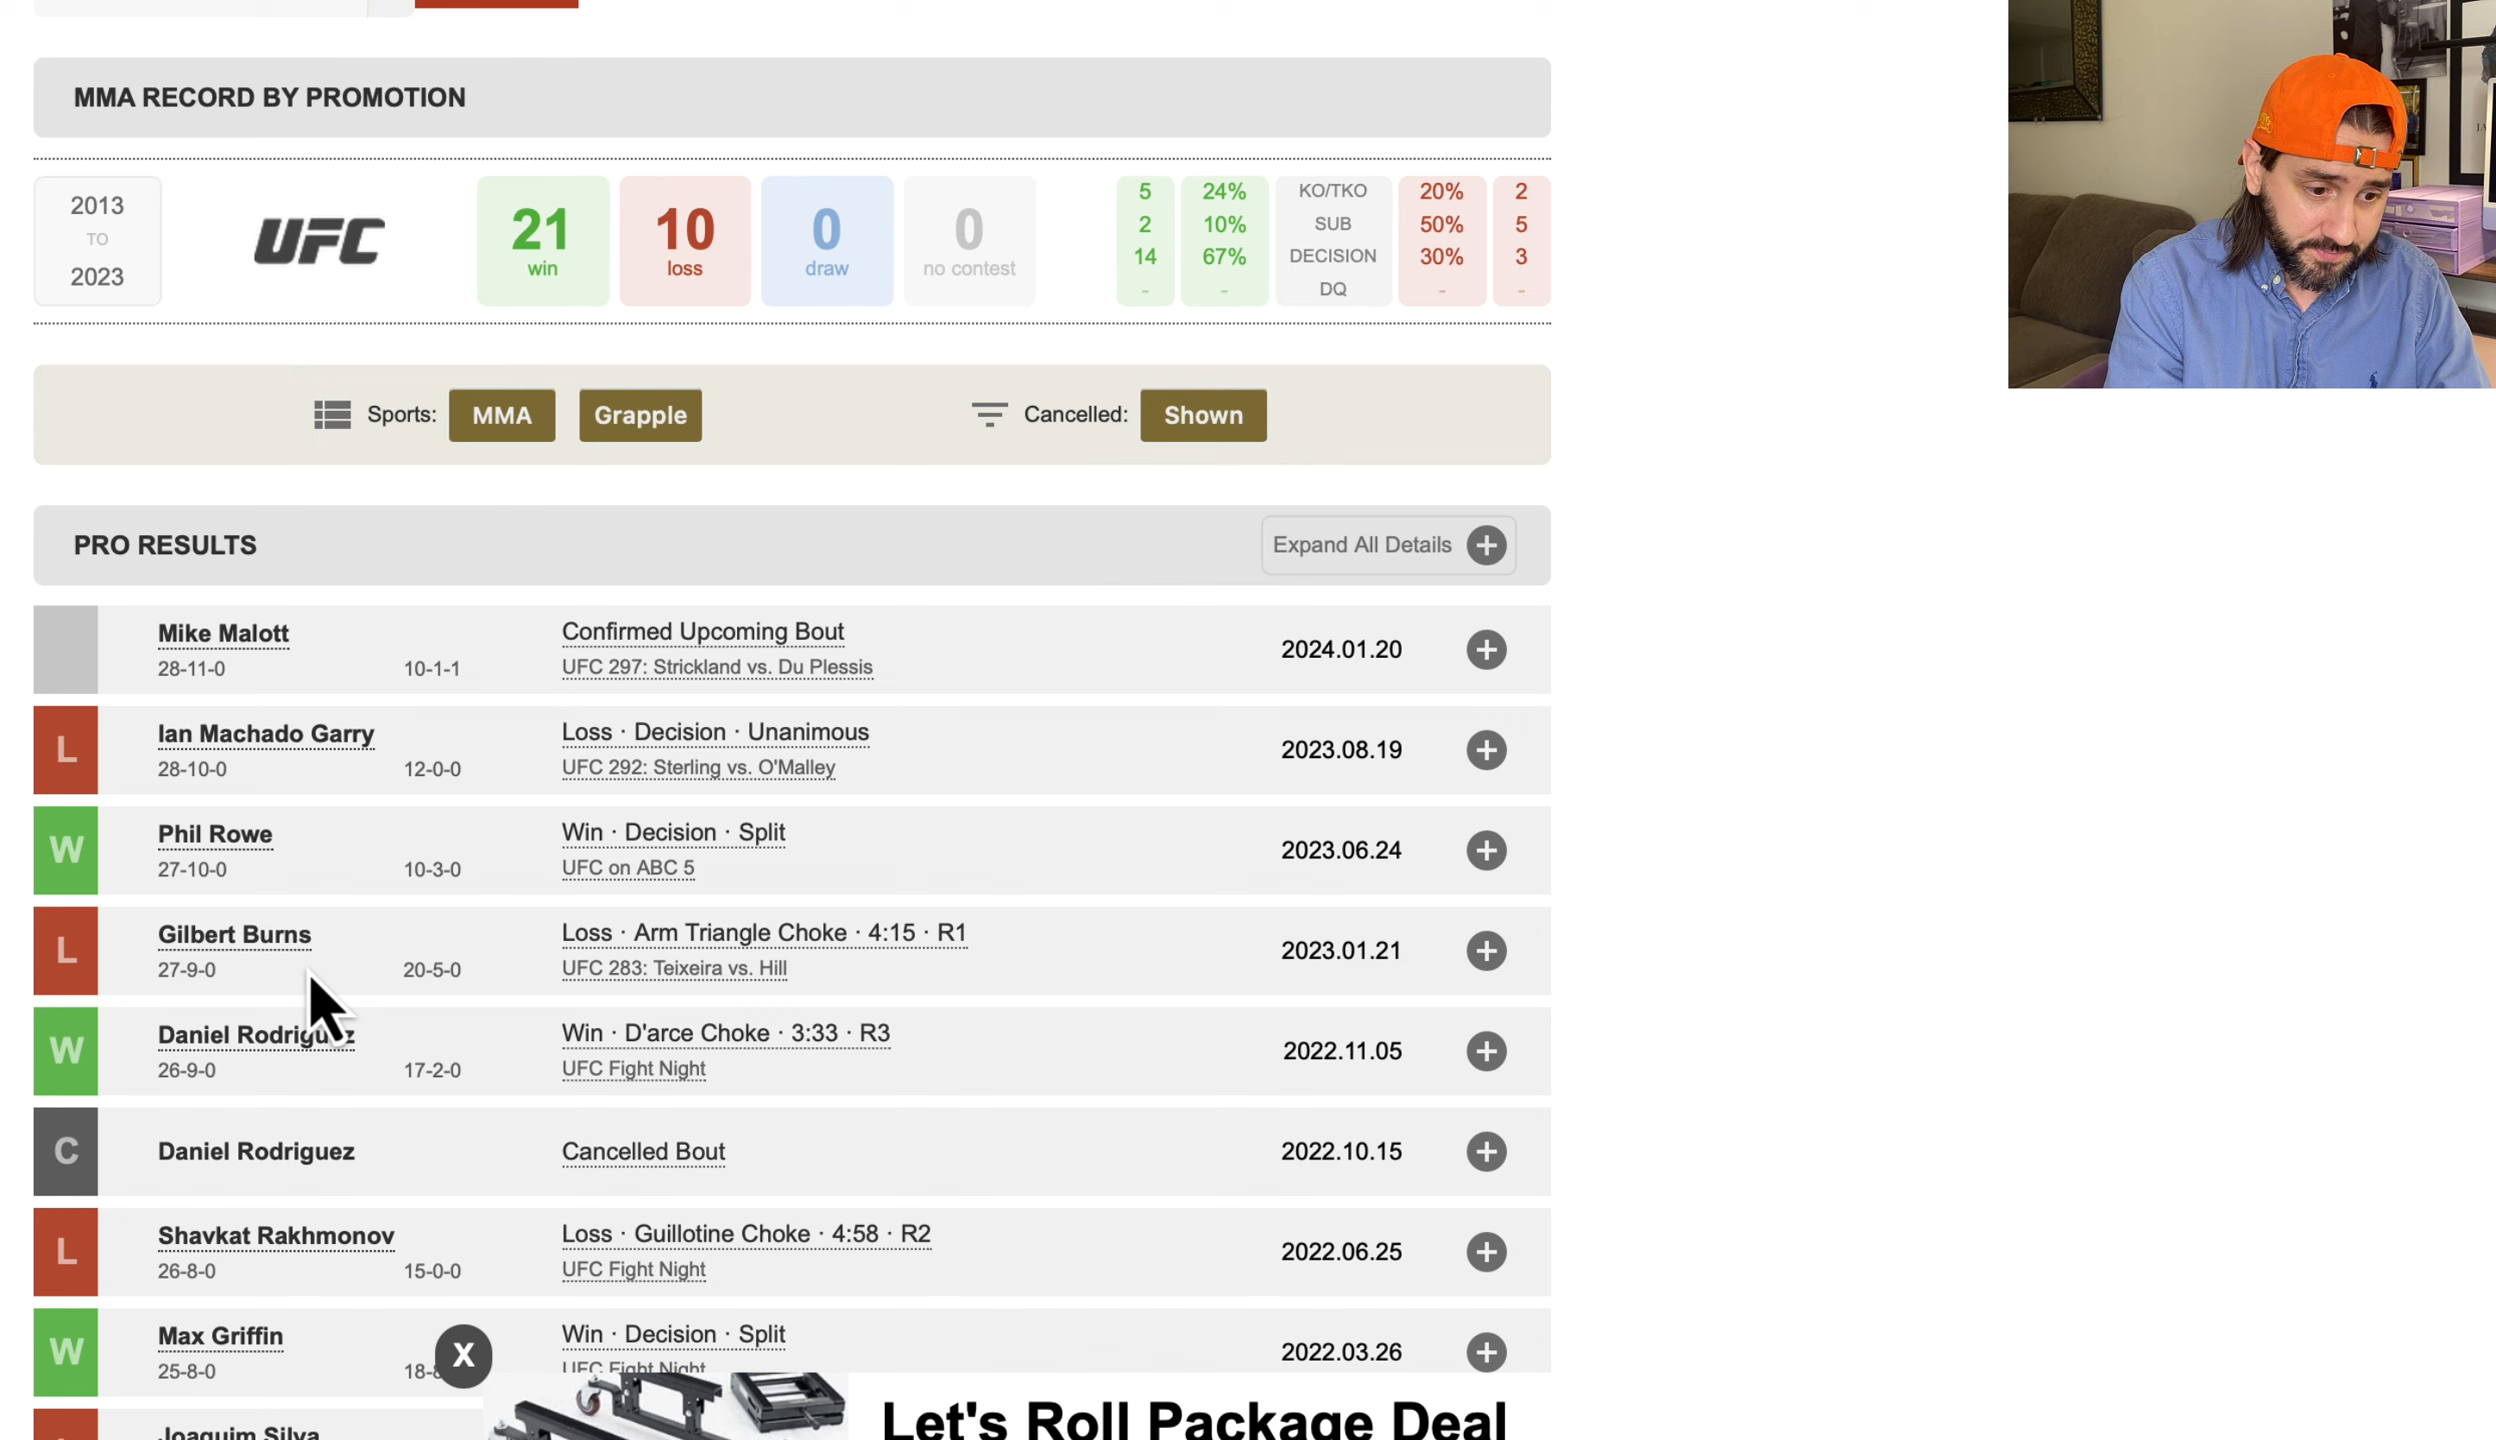 MMA RECORD BY PROMOTION
2013
TO
2023
UFC
21
win
10
loss
0
draw
0
no contest
5 24% KO/TKO 20% 2
2 10% SUB 50% 5
14 67% DECISION 30% 3
- - DQ - -
Sports: MMA Grapple Cancelled: Shown
PRO RESULTS Expand All Details
Mike Malott Confirmed Upcoming Bout 2024.01.20
28-11-0 10-1-1 UFC 297: Strickland vs. Du Plessis
L Ian Machado Garry Loss · Decision · Unanimous 2023.08.19
28-10-0 12-0-0 UFC 292: Sterling vs. O'Malley
W Phil Rowe Win · Decision · Split 2023.06.24
27-10-0 10-3-0 UFC on ABC 5
L Gilbert Burns Loss · Arm Triangle Choke · 4:15 · R1 2023.01.21
27-9-0 20-5-0 UFC 283: Teixeira vs. Hill
W Daniel Rodriguez Win · D'arce Choke · 3:33 · R3 2022.11.05
26-9-0 17-2-0 UFC Fight Night
C Daniel Rodriguez Cancelled Bout 2022.10.15
L Shavkat Rakhmonov Loss · Guillotine Choke · 4:58 · R2 2022.06.25
26-8-0 15-0-0 UFC Fight Night
W Max Griffin X Win · Decision · Split 2022.03.26
25-8-0 UFC Fight Night
Joaquim Silva
Let's Roll Package Deal